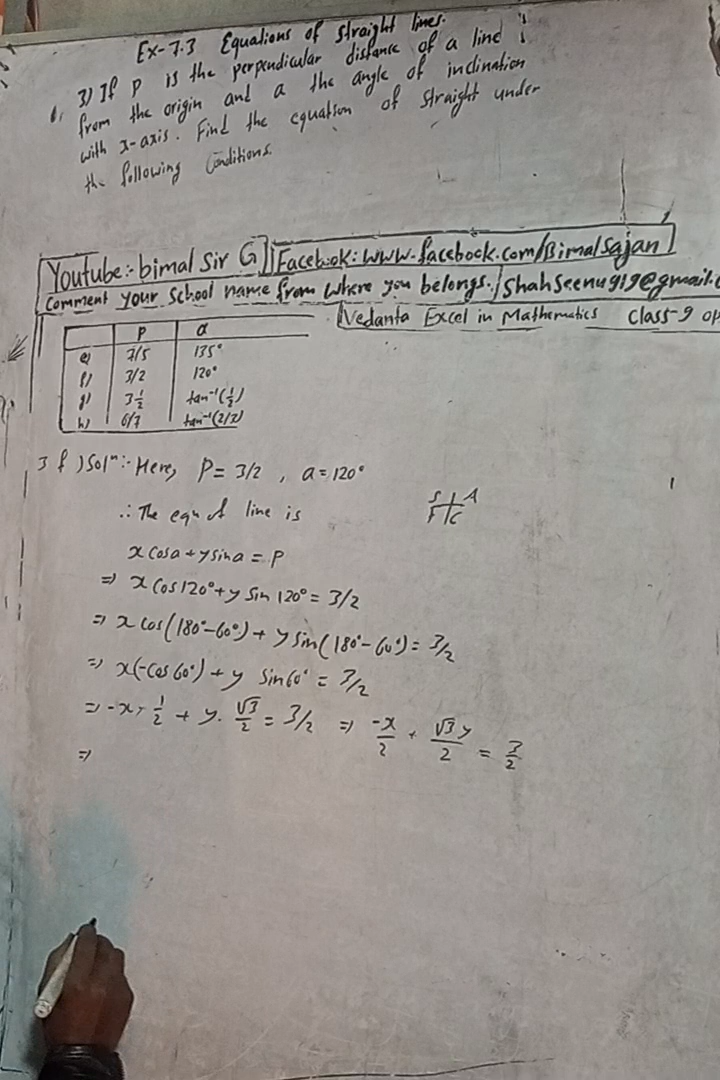 Ex-7.3 Equations of straight lines.
3) If P is the perpendicular distance of a line
from the origin and a the angle of inclination
with x-axis. Find the equation of straight under
the following Conditions.
Youtube:- bimal Sir G Facebook: www.facebook.com/Bimalsajan
Comment your School name from where you belongs. / shahseenu919@gmail.c
Vedanta Excel in Mathematics Class-9 op
P a
e) 7/5 135°
f) 3/2 120°
g) 3 1/2 tan⁻¹(1/2)
h) 6/7 tan⁻¹(2/3)
3 f ) Solⁿ:- Here, P = 3/2 , a = 120°
∴ The eqn of line is
S A
T C
x Cosa + y sina = P
⇒ x Cos 120° + y Sin 120° = 3/2
⇒ x Cos(180°-60°) + y Sin(180°-60°) = 3/2
⇒ x(-Cos 60°) + y Sin 60° = 3/2
⇒ -x. 1/2 + y. √3/2 = 3/2 ⇒ -x/2 + √3y/2 = 3/2
⇒